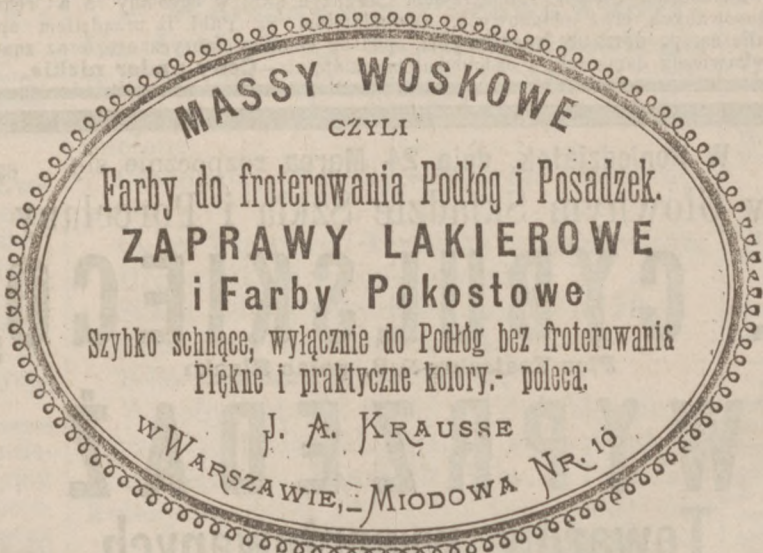 MASSY WOSKOWE
CZYLI
Farby do froterowania Podłóg i Posadzek.
ZAPRAWY LAKIEROWE
i Farby Pokostowe
Szybko schnące, wyłącznie do Podłóg bez froterowania
Piękne i praktyczne kolory.- poleca:
J. A. KRAUSSE
W WARSZAWIE,- MIODOWA NR. 10